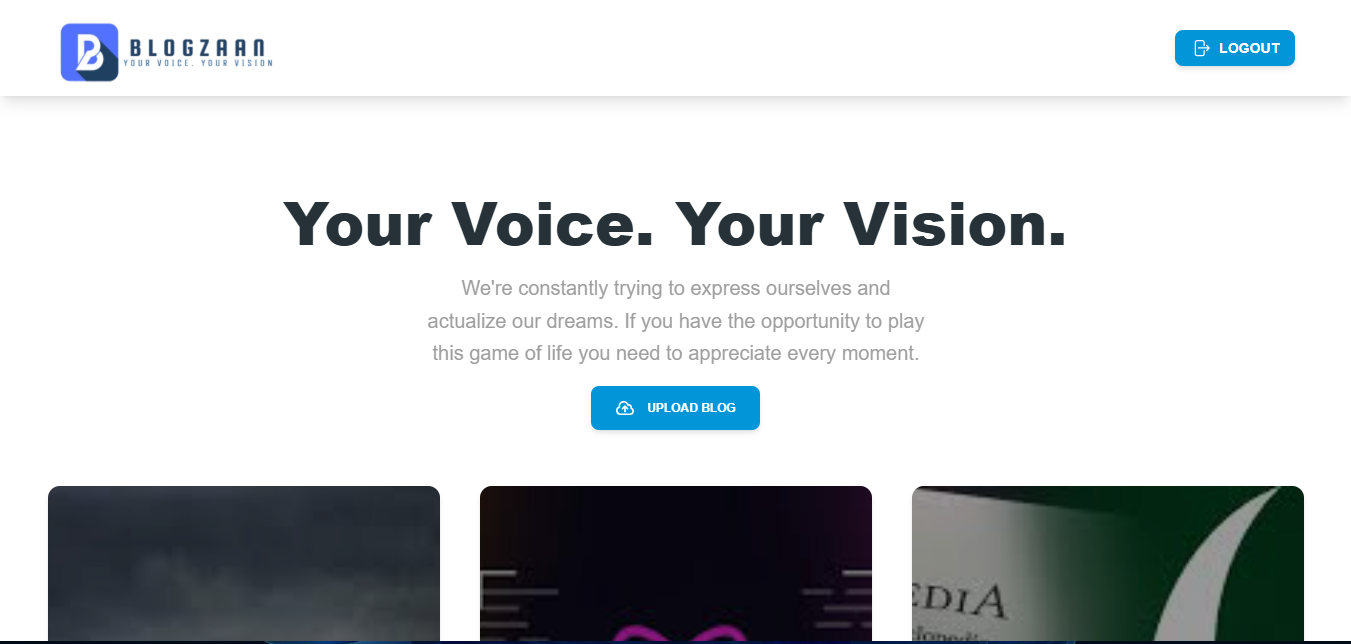 BLOGZAAN
YOUR VOICE. YOUR VISION
LOGOUT
Your Voice. Your Vision.
We're constantly trying to express ourselves and
actualize our dreams. If you have the opportunity to play
this game of life you need to appreciate every moment.
UPLOAD BLOG
EDIA